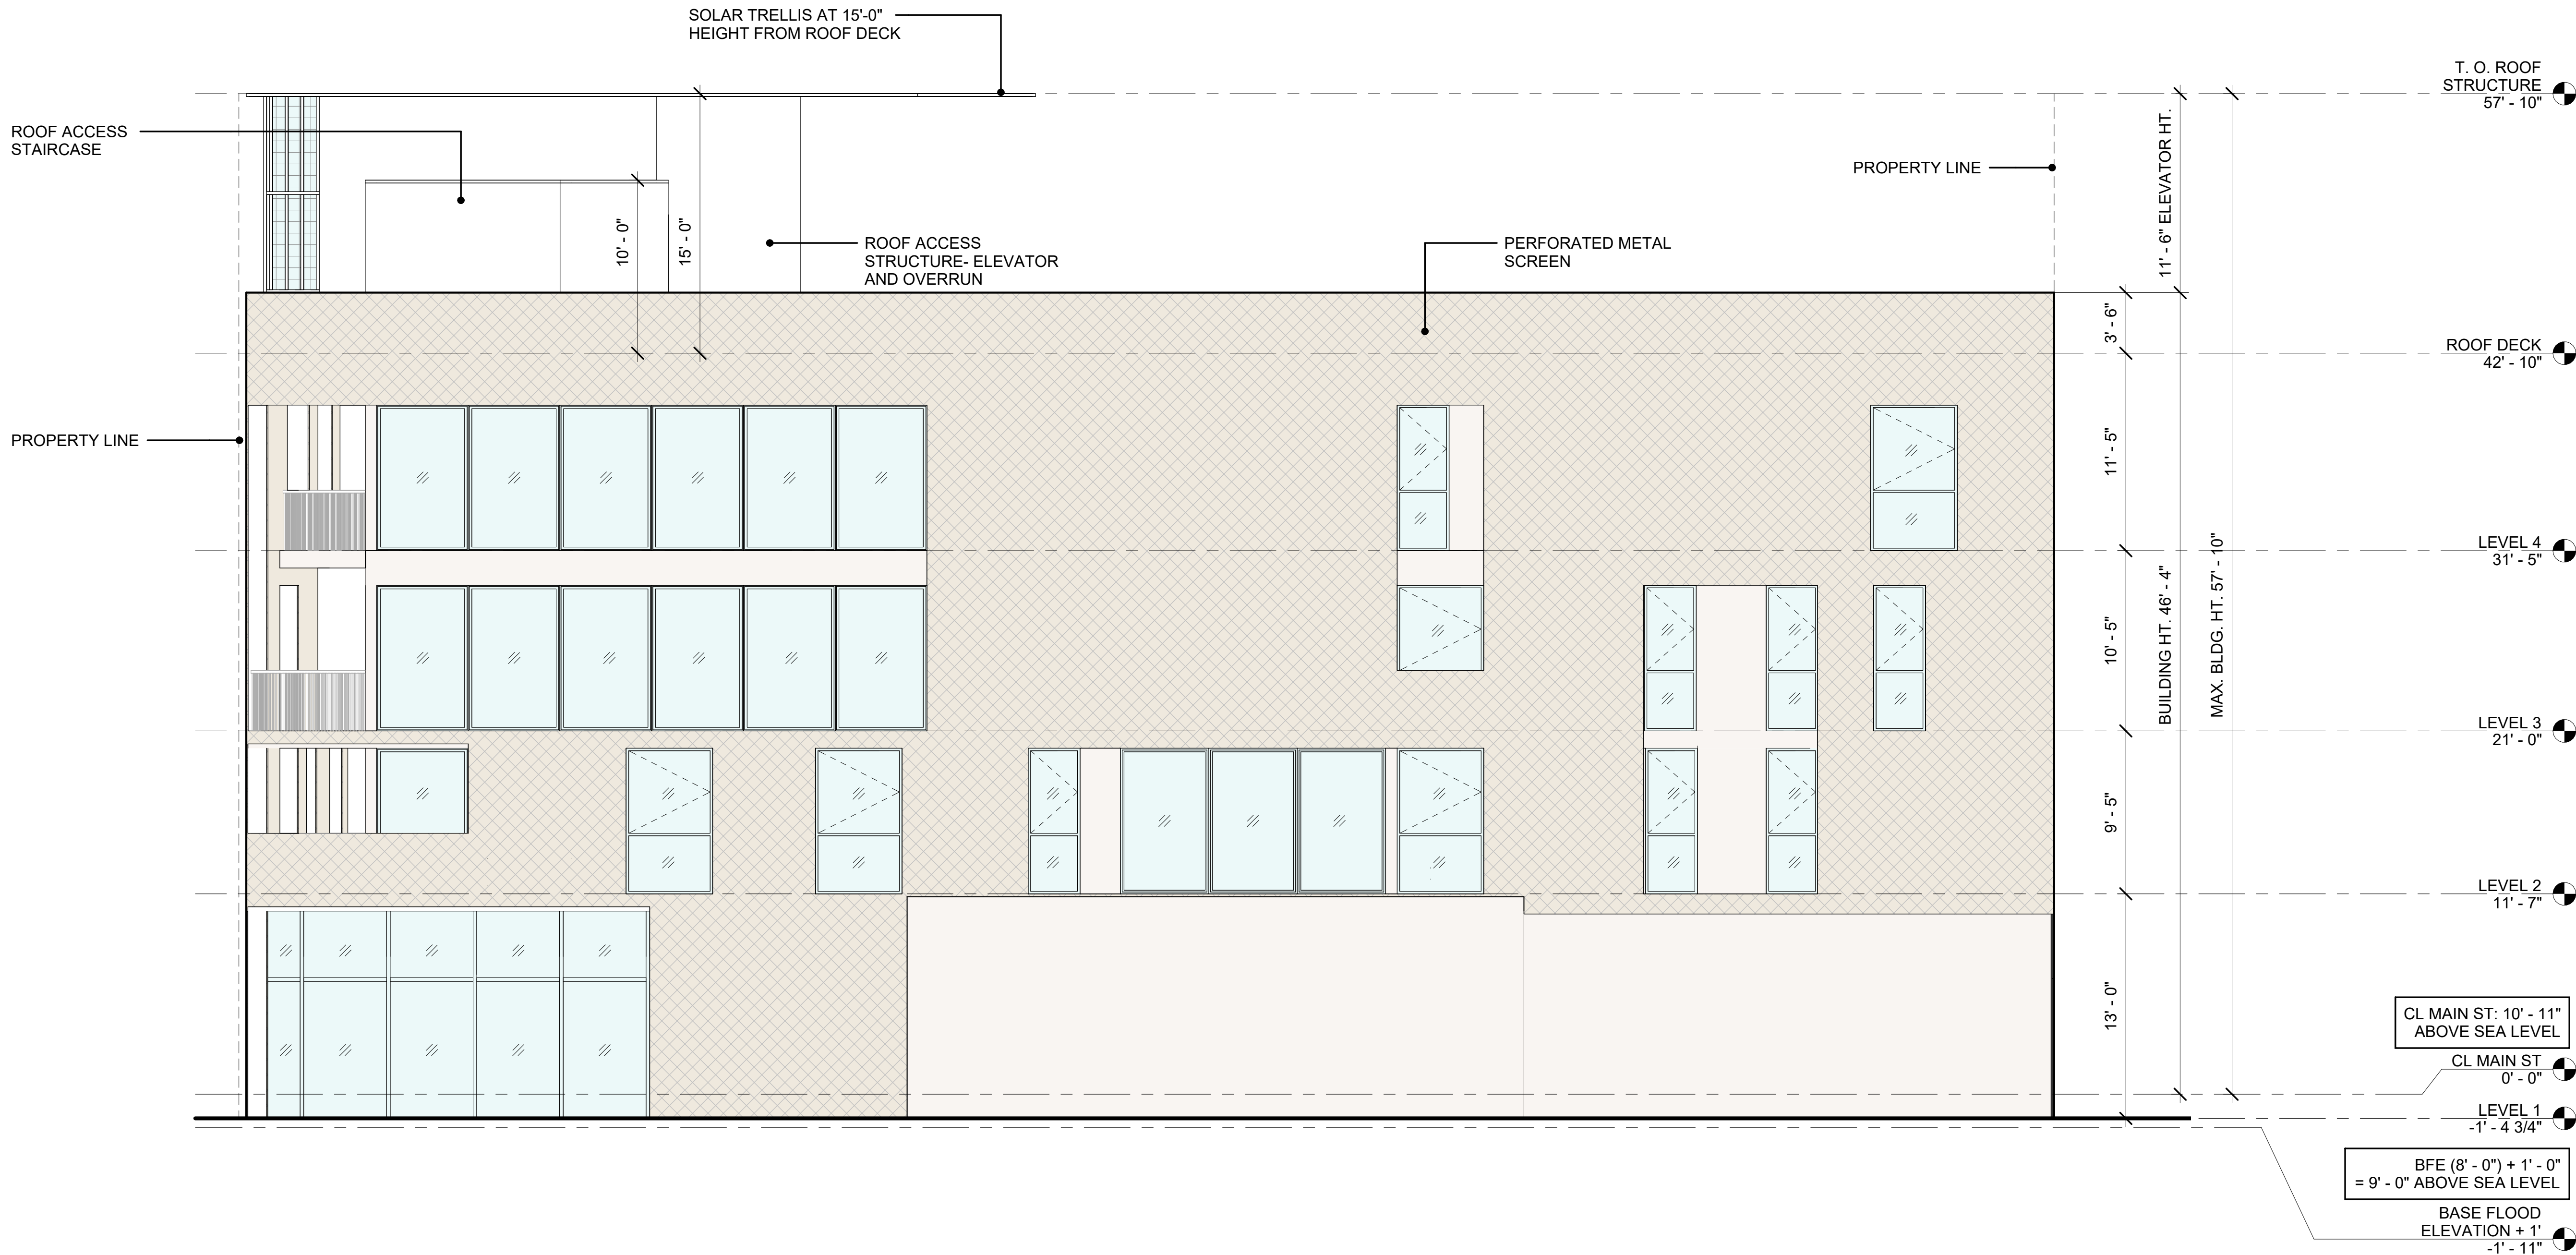 SOLAR TRELLIS AT 15'-0"
HEIGHT FROM ROOF DECK
T. O. ROOF
STRUCTURE
57' - 10"
ROOF ACCESS
STAIRCASE
PROPERTY LINE
11' - 6" ELEVATOR HT.
10' - 0"
15' - 0"
ROOF ACCESS
STRUCTURE- ELEVATOR
AND OVERRUN
PERFORATED METAL
SCREEN
3' - 6"
ROOF DECK
42' - 10"
PROPERTY LINE
11' - 5"
LEVEL 4
31' - 5"
10' - 5"
BUILDING HT. 46' - 4"
MAX. BLDG. HT. 57' - 10"
LEVEL 3
21' - 0"
9' - 5"
LEVEL 2
11' - 7"
13' - 0"
CL MAIN ST: 10' - 11"
ABOVE SEA LEVEL
CL MAIN ST
0' - 0"
LEVEL 1
-1' - 4 3/4"
BFE (8' - 0") + 1' - 0"
= 9' - 0" ABOVE SEA LEVEL
BASE FLOOD
ELEVATION + 1'
-1' - 11"